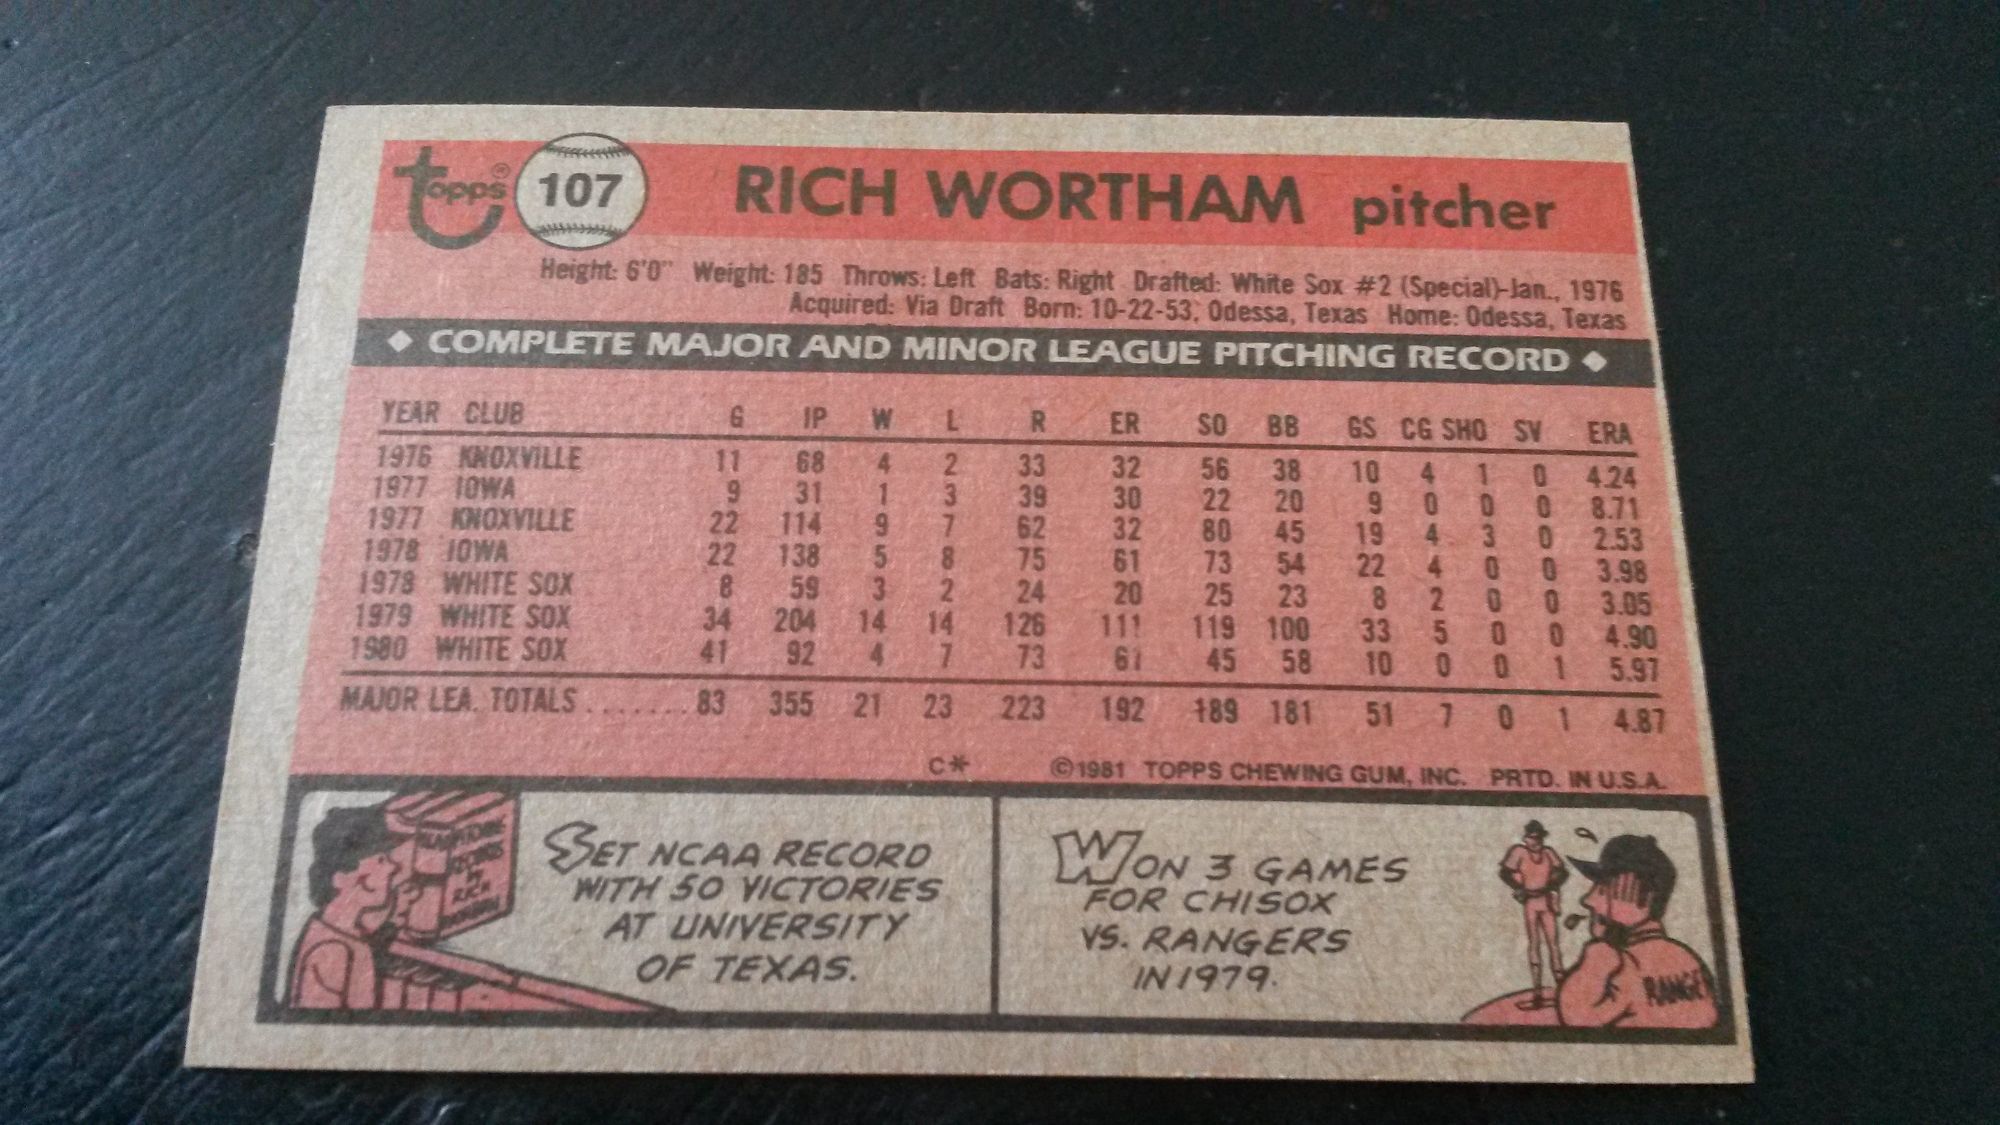 topps® 107 RICH WORTHAM pitcher
Height: 6'0" Weight: 185 Throws: Left Bats: Right Drafted: White Sox #2 (Special)-Jan., 1976
Acquired: Via Draft Born: 10-22-53, Odessa, Texas Home: Odessa, Texas
◆ COMPLETE MAJOR AND MINOR LEAGUE PITCHING RECORD ◆
YEAR CLUB G IP W L R ER SO BB GS CG SHO SV ERA
1976 KNOXVILLE 11 68 4 2 33 32 56 38 10 4 1 0 4.24
1977 IOWA 9 31 1 3 39 30 22 20 9 0 0 0 8.71
1977 KNOXVILLE 22 114 9 7 62 32 80 45 19 4 3 0 2.53
1978 IOWA 22 138 5 8 75 61 73 54 22 4 0 0 3.98
1978 WHITE SOX 8 59 3 2 24 20 25 23 8 2 0 0 3.05
1979 WHITE SOX 34 204 14 14 126 111 119 100 33 5 0 0 4.90
1980 WHITE SOX 41 92 4 7 73 61 45 58 10 0 0 1 5.97
MAJOR LEA. TOTALS ....... 83 355 21 23 223 192 189 181 51 7 0 1 4.87
C* ©1981 TOPPS CHEWING GUM, INC. PRTD. IN U.S.A.
SET NCAA RECORD
WITH 50 VICTORIES
AT UNIVERSITY
OF TEXAS.
RECORDS
BY
RICH
WORTHAM
WON 3 GAMES
FOR CHISOX
VS. RANGERS
IN 1979.
RANGE